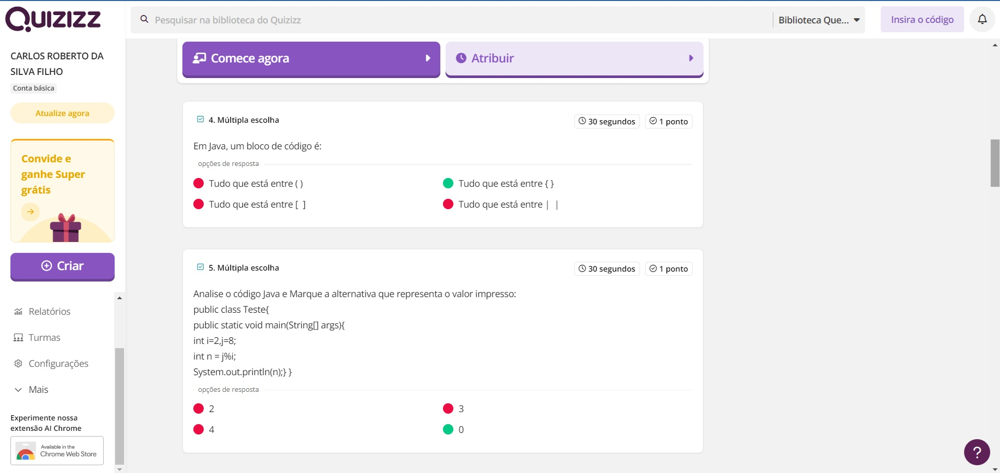 QUIZIZZ
Pesquisar na biblioteca do Quizizz
Biblioteca Que...
Insira o código
CARLOS ROBERTO DA
SILVA FILHO
Conta básica
Atualize agora
Convide e
ganhe Super
grátis
Criar
Relatórios
Turmas
Configurações
Mais
Experimente nossa
extensão AI Chrome
Available in the
Chrome Web Store
Comece agora
Atribuir
4. Múltipla escolha
30 segundos
1 ponto
Em Java, um bloco de código é:
opções de resposta
Tudo que está entre ( )
Tudo que está entre { }
Tudo que está entre [  ]
Tudo que está entre |  |
5. Múltipla escolha
30 segundos
1 ponto
Analise o código Java e Marque a alternativa que representa o valor impresso:
public class Teste{
public static void main(String[] args){
int i=2,j=8;
int n = j%i;
System.out.println(n);} }
opções de resposta
2
3
4
0
?